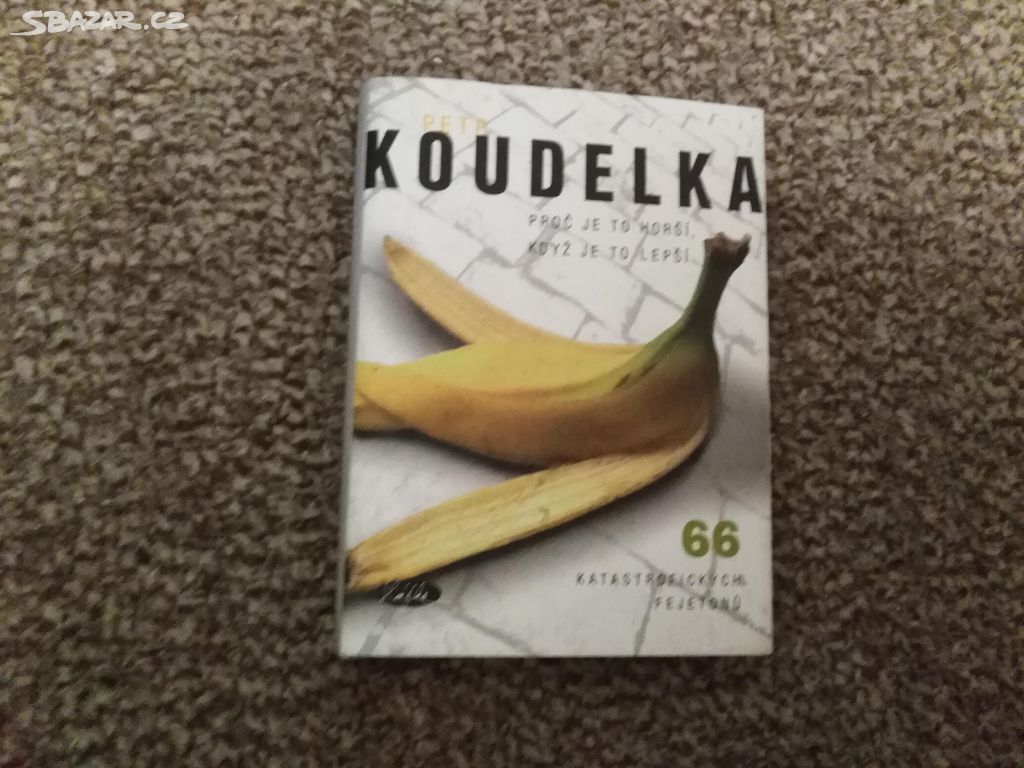 SBAZAR.CZ
PETR
KOUDELKA
PROČ JE TO HORŠÍ,
KDYŽ JE TO LEPŠÍ
66
KATASTROFICKÝCH
FEJETONŮ